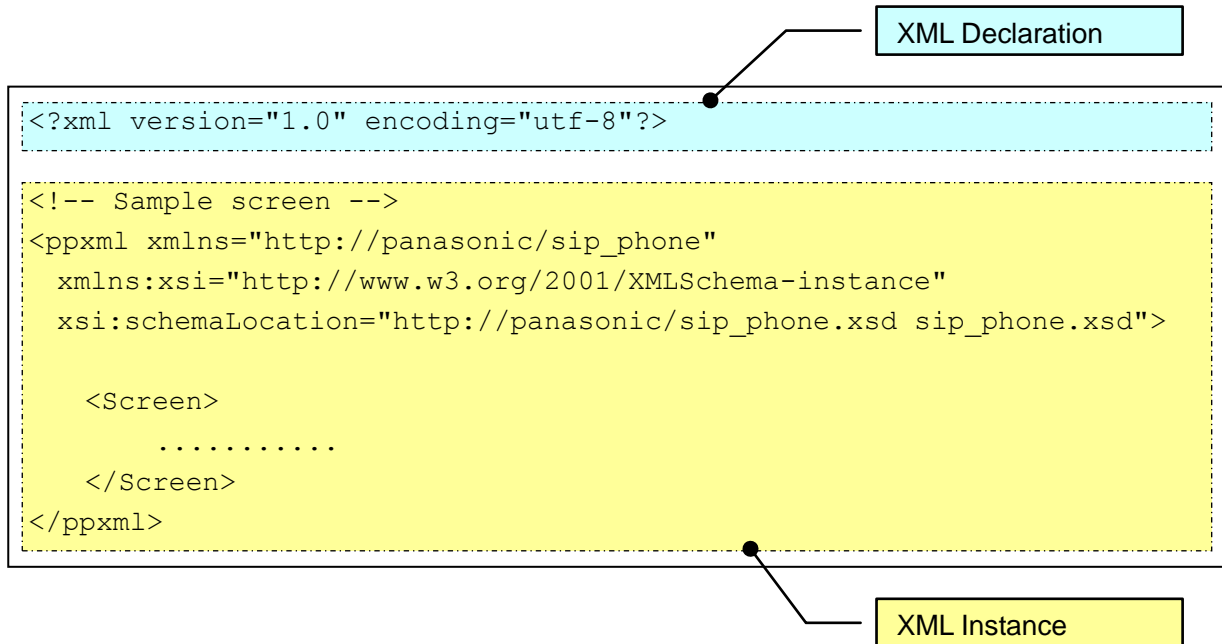 XML Declaration
<?xml version="1.0" encoding="utf-8"?>
<!-- Sample screen -->
<ppxml xmlns="http://panasonic/sip_phone"
xmlns:xsi="http://www.w3.org/2001/XMLSchema-instance"
xsi:schemaLocation="http://panasonic/sip_phone.xsd sip_phone.xsd">
<Screen>
...........
</Screen>
</ppxml>
XML Instance